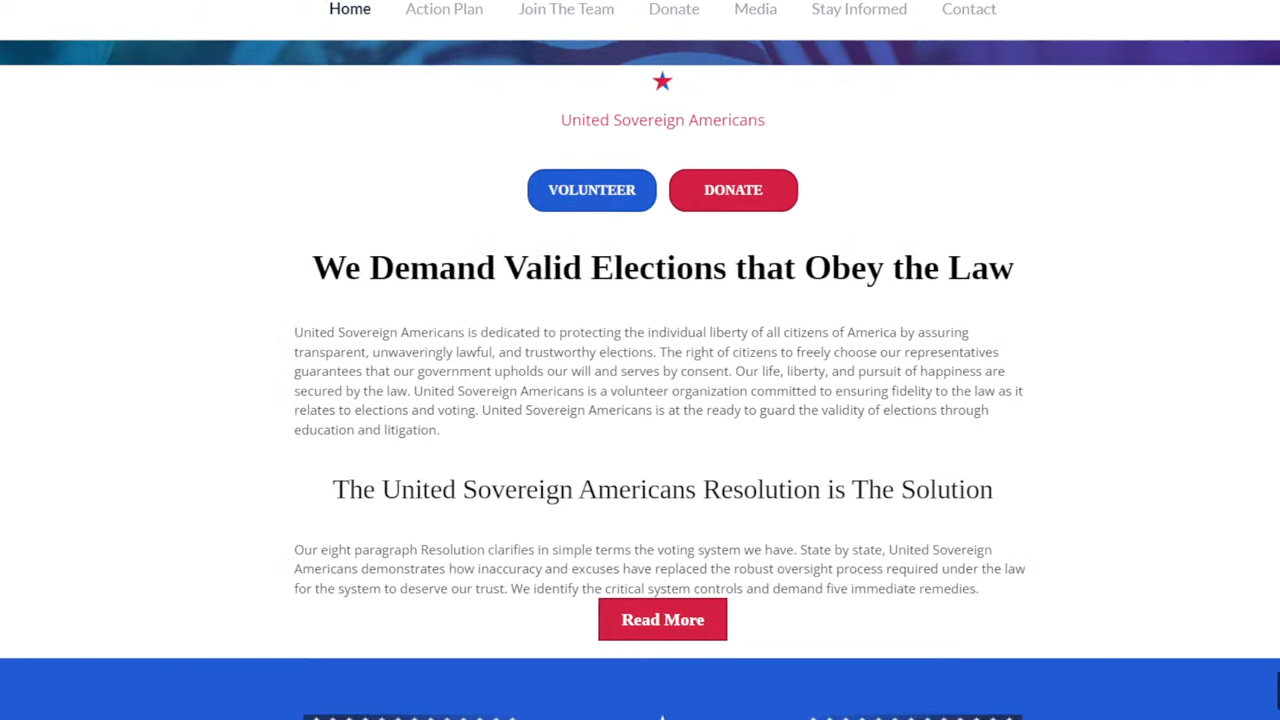 Home Action Plan Join The Team Donate Media Stay Informed Contact
United Sovereign Americans
VOLUNTEER DONATE
We Demand Valid Elections that Obey the Law
United Sovereign Americans is dedicated to protecting the individual liberty of all citizens of America by assuring
transparent, unwaveringly lawful, and trustworthy elections. The right of citizens to freely choose our representatives
guarantees that our government upholds our will and serves by consent. Our life, liberty, and pursuit of happiness are
secured by the law. United Sovereign Americans is a volunteer organization committed to ensuring fidelity to the law as it
relates to elections and voting. United Sovereign Americans is at the ready to guard the validity of elections through
education and litigation.
The United Sovereign Americans Resolution is The Solution
Our eight paragraph Resolution clarifies in simple terms the voting system we have. State by state, United Sovereign
Americans demonstrates how inaccuracy and excuses have replaced the robust oversight process required under the law
for the system to deserve our trust. We identify the critical system controls and demand five immediate remedies.
Read More